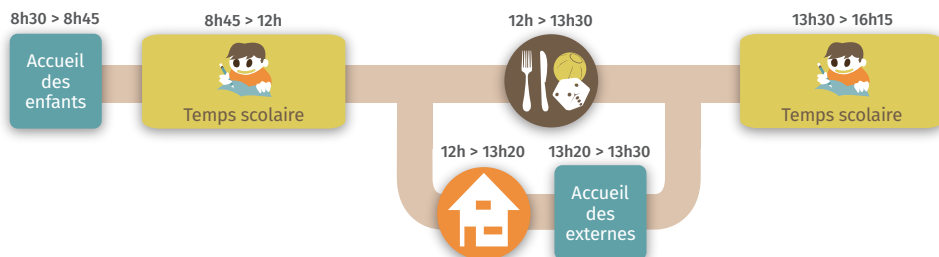 8h30 > 8h45
8h45 > 12h
12h > 13h30
13h30 > 16h15
Accueil
des
enfants
Temps scolaire
Temps scolaire
12h > 13h20
13h20 > 13h30
Accueil
des
externes